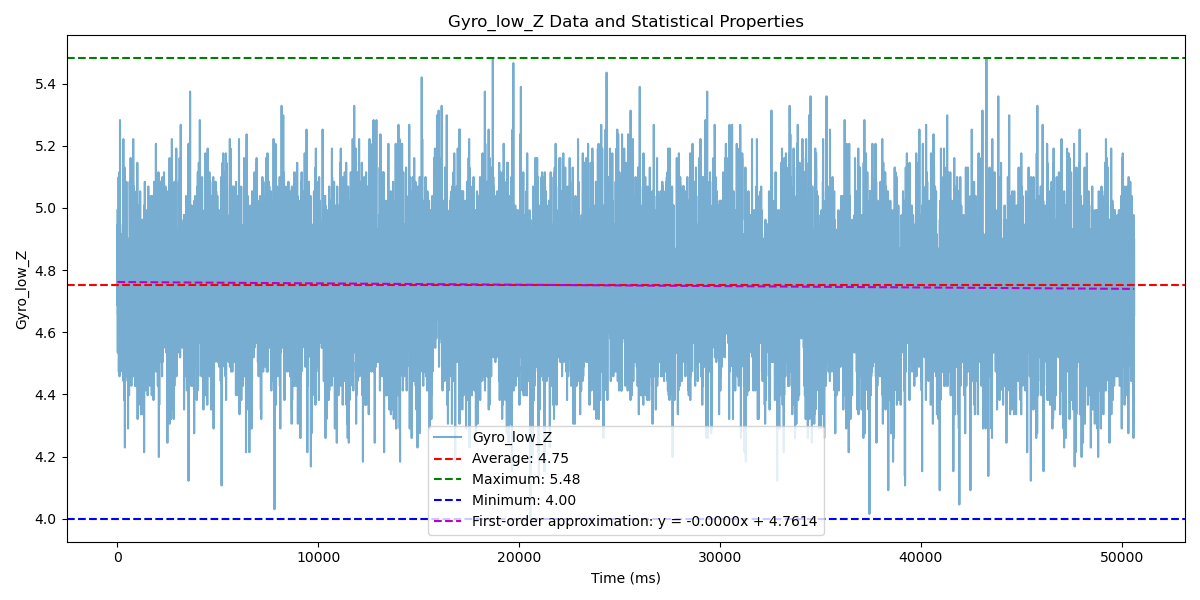 Gyro_low_Z Data and Statistical Properties
Gyro_low_Z
5.4
5.2
5.0
4.8
4.6
4.4
4.2
4.0
Gyro_low_Z
Average: 4.75
Maximum: 5.48
Minimum: 4.00
First-order approximation: y = -0.0000x + 4.7614
0 10000 20000 30000 40000 50000
Time (ms)